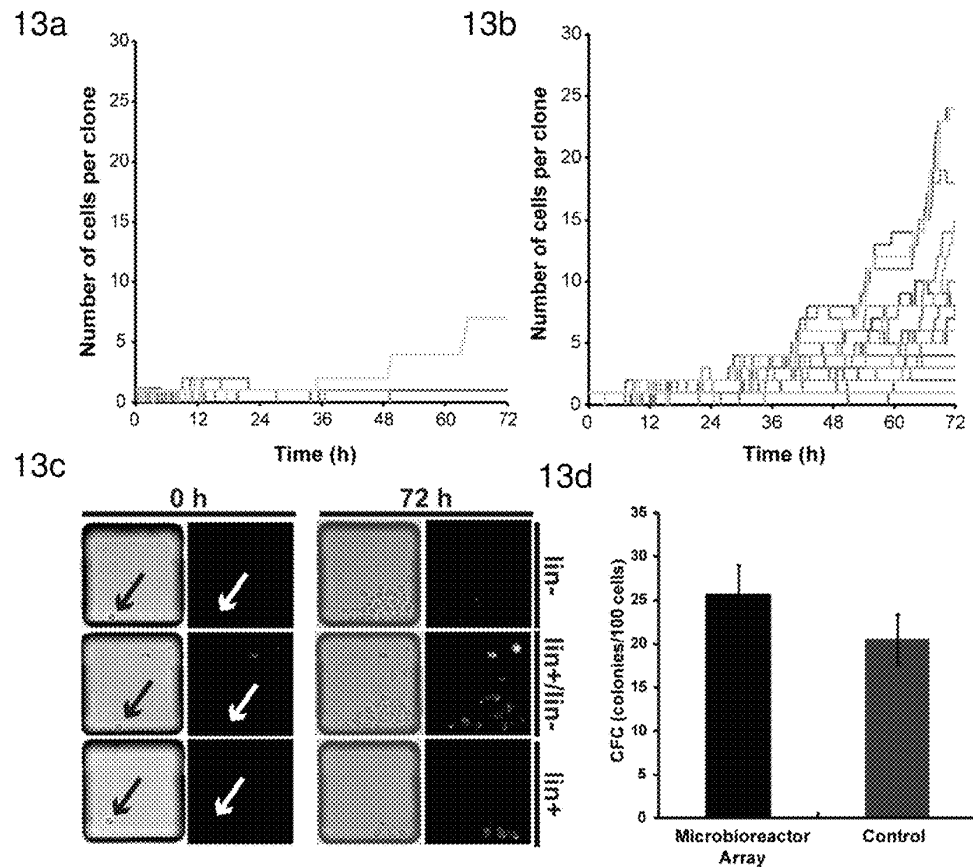 13a
13b
30
25
20
15
10
5
0
Number of cells per clone
0 12 24 36 48 60 72
Time (h)
30
25
20
15
10
5
0
Number of cells per clone
0 12 24 36 48 60 72
Time (h)
13c
0 h
72 h
lin-
lin+/lin-
lin+
13d
35
30
25
20
15
10
5
0
CFC (colonies/100 cells)
Microbioreactor
Array
Control